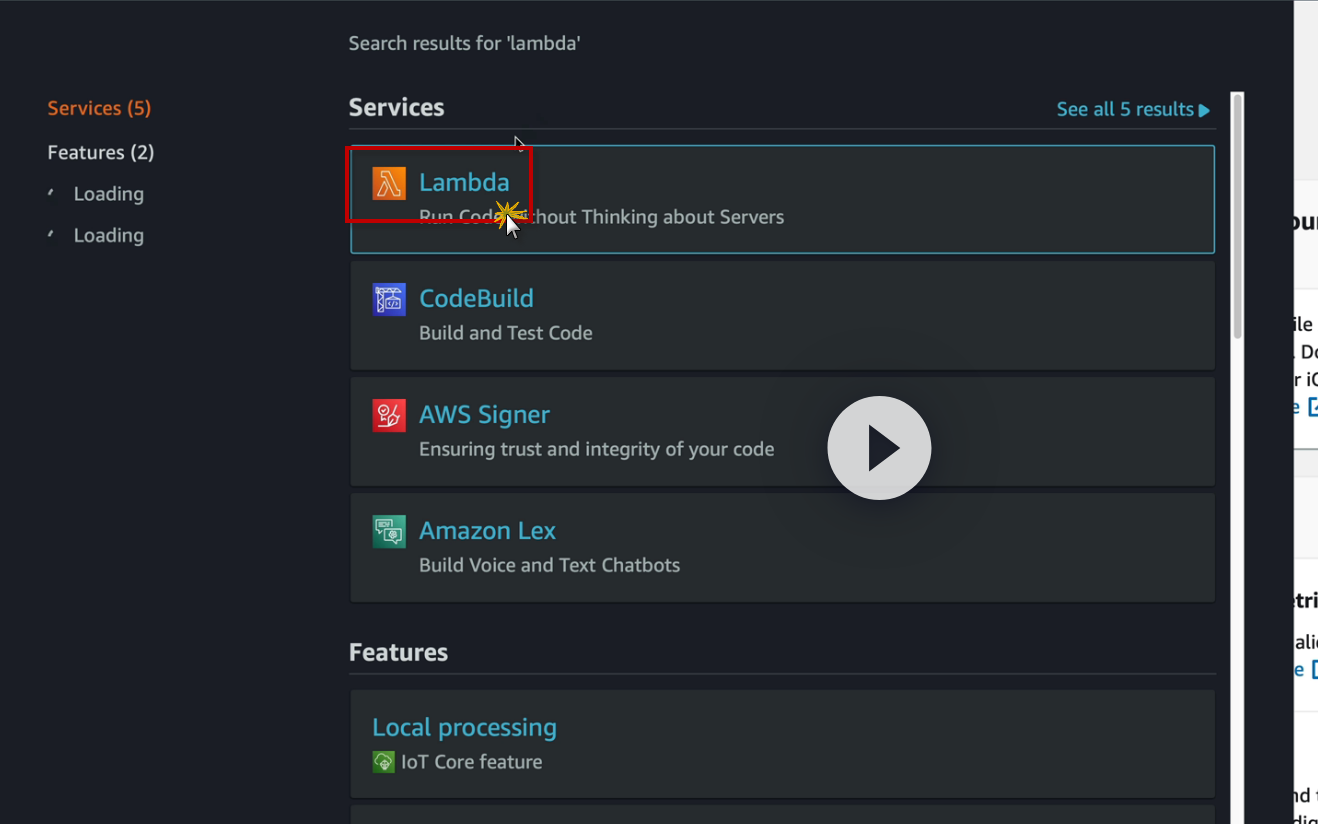 Search results for 'lambda'
Services (5)
Features (2)
Loading
Loading
Services
See all 5 results
Lambda
Run Code without Thinking about Servers
CodeBuild
Build and Test Code
AWS Signer
Ensuring trust and integrity of your code
Amazon Lex
Build Voice and Text Chatbots
Features
Local processing
IoT Core feature